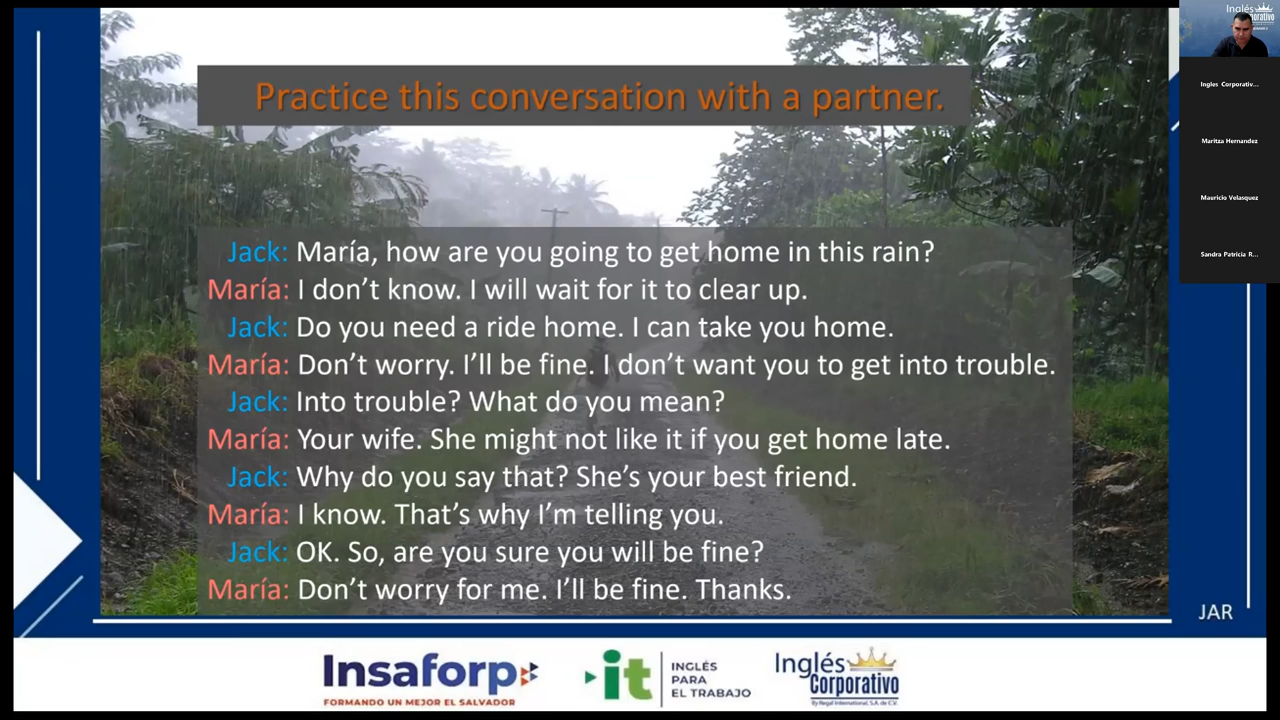 Practice this conversation with a partner.
Jack: María, how are you going to get home in this rain?
María: I don't know. I will wait for it to clear up.
Jack: Do you need a ride home. I can take you home.
María: Don't worry. I'll be fine. I don't want you to get into trouble.
Jack: Into trouble? What do you mean?
María: Your wife. She might not like it if you get home late.
Jack: Why do you say that? She's your best friend.
María: I know. That's why I'm telling you.
Jack: OK. So, are you sure you will be fine?
María: Don't worry for me. I'll be fine. Thanks.
JAR
Insaforp
FORMANDO UN MEJOR EL SALVADOR
it
INGLÉS
PARA
EL TRABAJO
Inglés
Corporativo
By Regal International, S.A. de C.V.
Inglés
Ingles Corporativ...
Maritza Hernandez
Mauricio Velasquez
Sandra Patricia R...